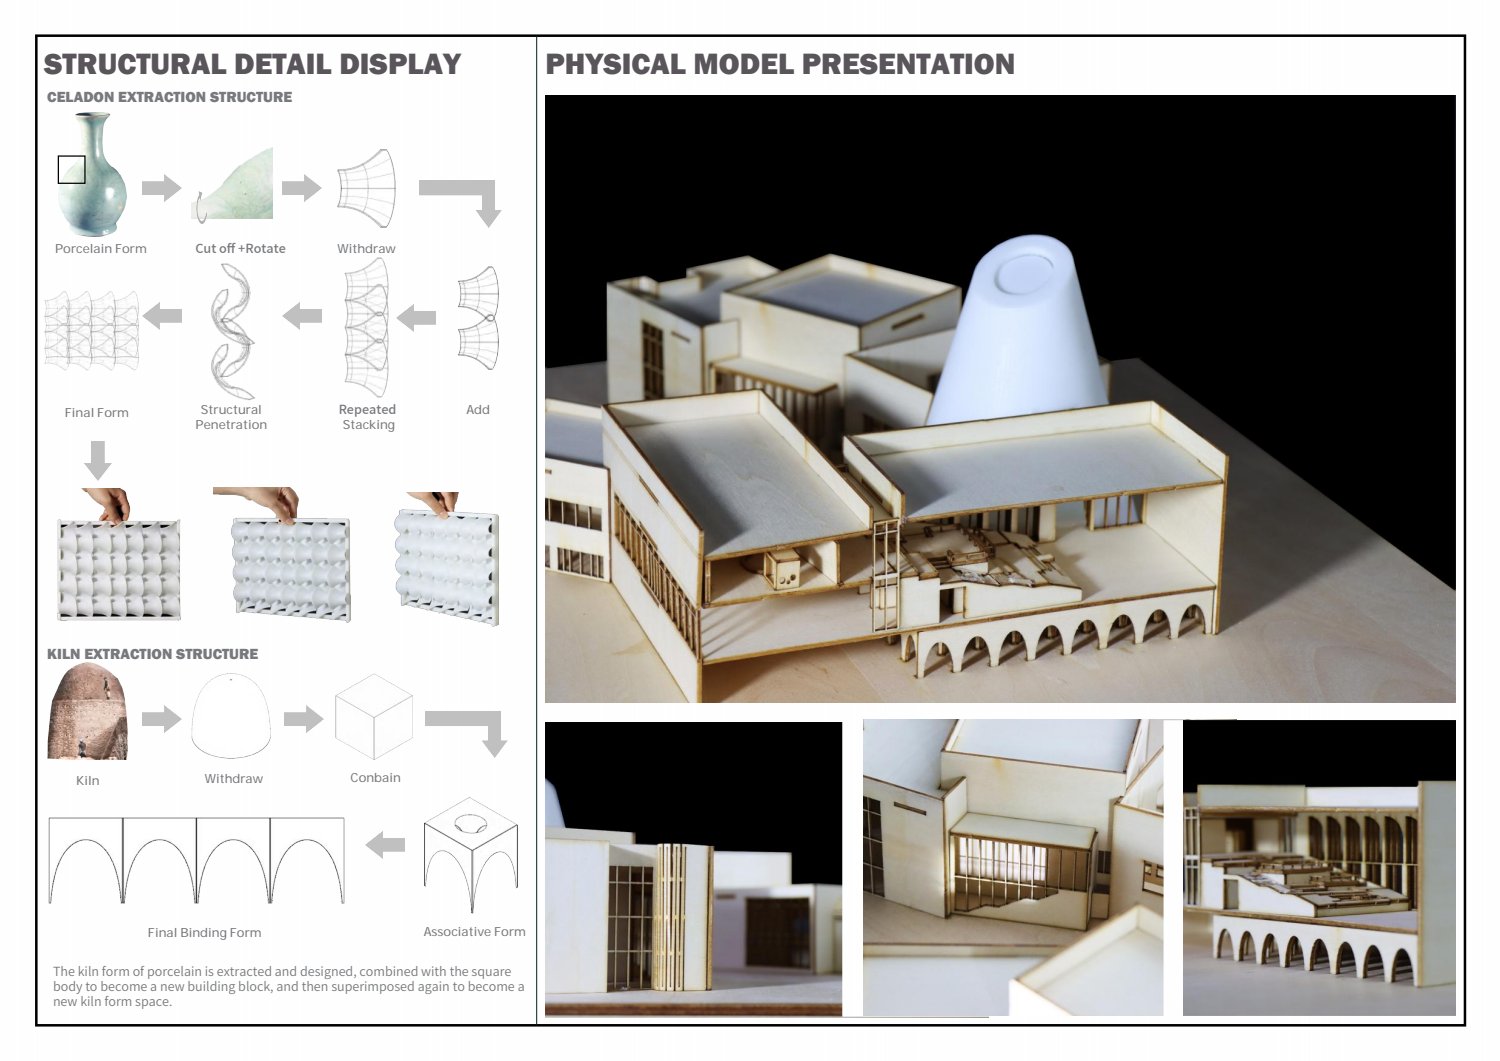 STRUCTURAL DETAIL DISPLAY
CELADON EXTRACTION STRUCTURE
Porcelain Form
Cut off +Rotate
Withdraw
Final Form
Structural
Penetration
Repeated
Stacking
Add
KILN EXTRACTION STRUCTURE
Kiln
Withdraw
Conbain
Final Binding Form
Associative Form
The kiln form of porcelain is extracted and designed, combined with the square
body to become a new building block, and then superimposed again to become a
new kiln form space.
PHYSICAL MODEL PRESENTATION